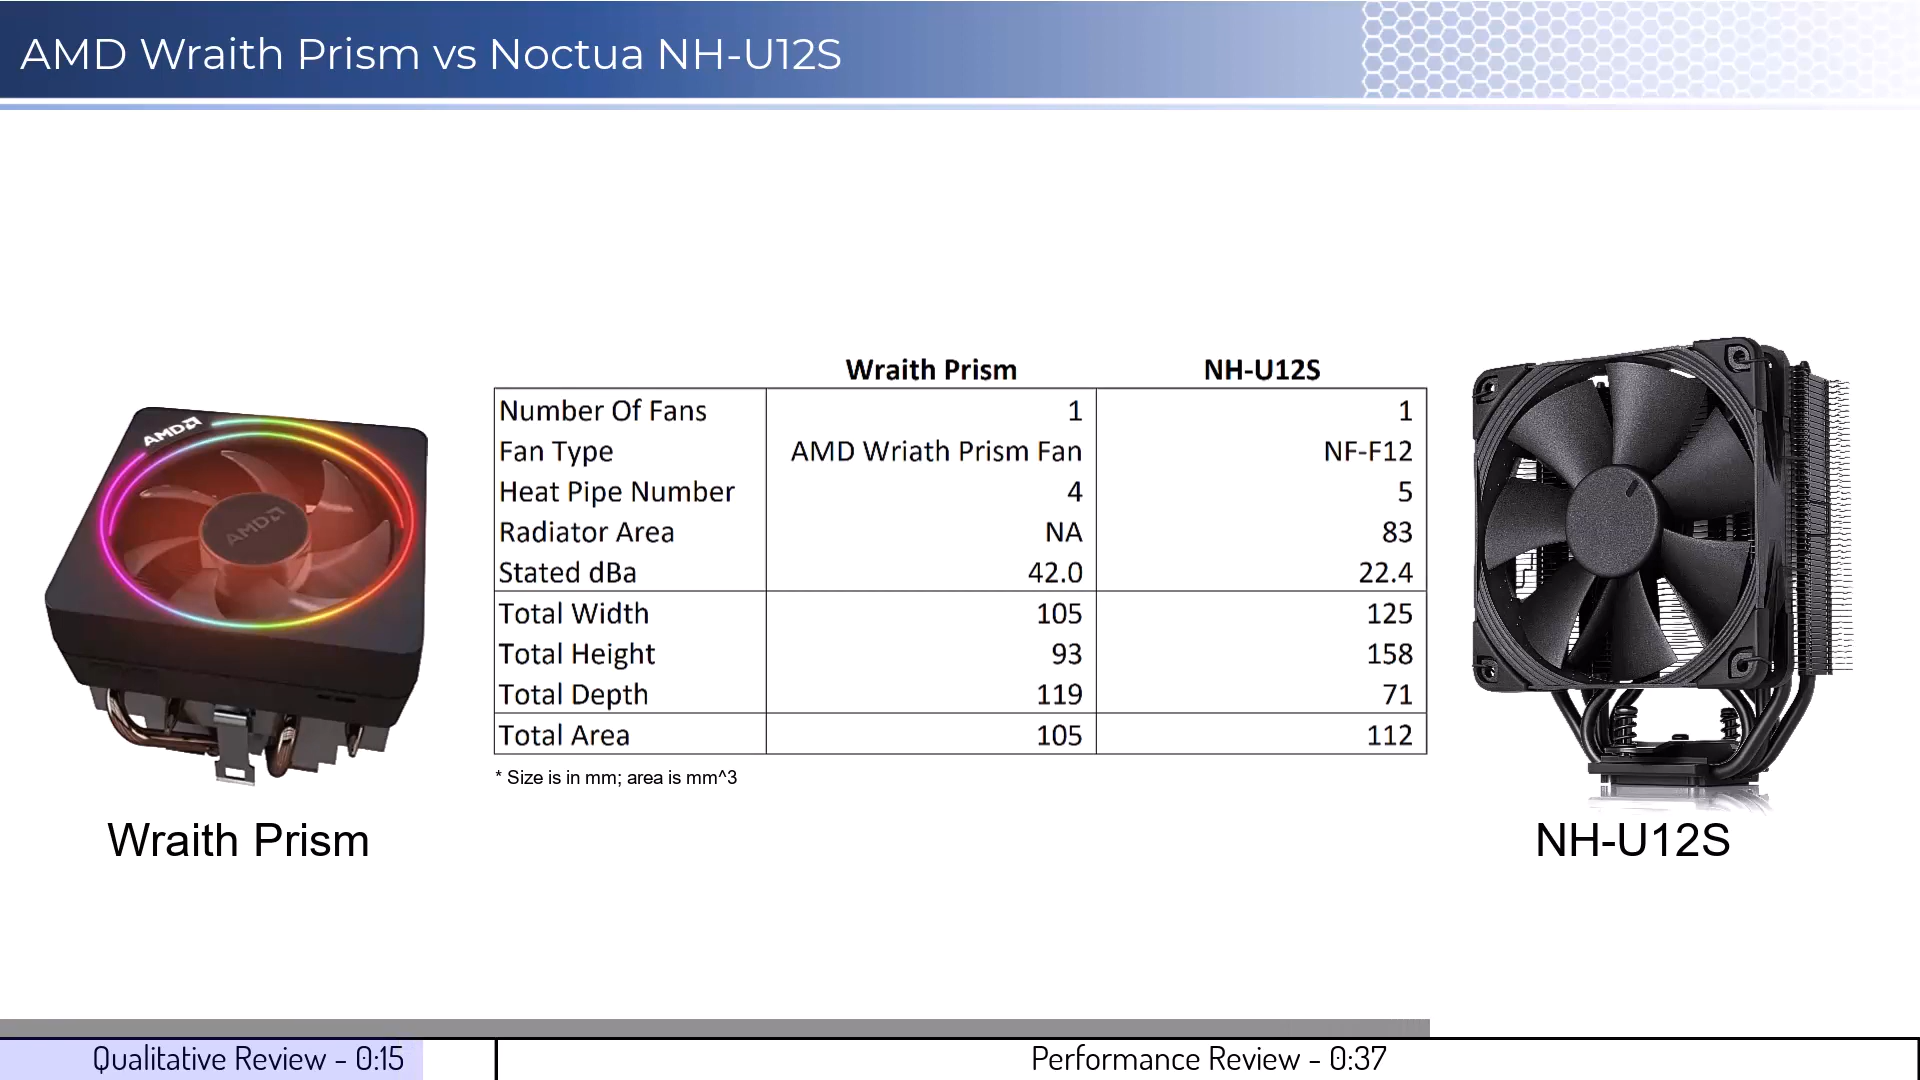 AMD Wraith Prism vs Noctua NH-U12S
Wraith Prism NH-U12S
Number Of Fans 1 1
Fan Type AMD Wriath Prism Fan NF-F12
Heat Pipe Number 4 5
Radiator Area NA 83
Stated dBa 42.0 22.4
Total Width 105 125
Total Height 93 158
Total Depth 119 71
Total Area 105 112
* Size is in mm; area is mm^3
AMD
AMD
Wraith Prism
NH-U12S
Qualitative Review - 0:15
Performance Review - 0:37